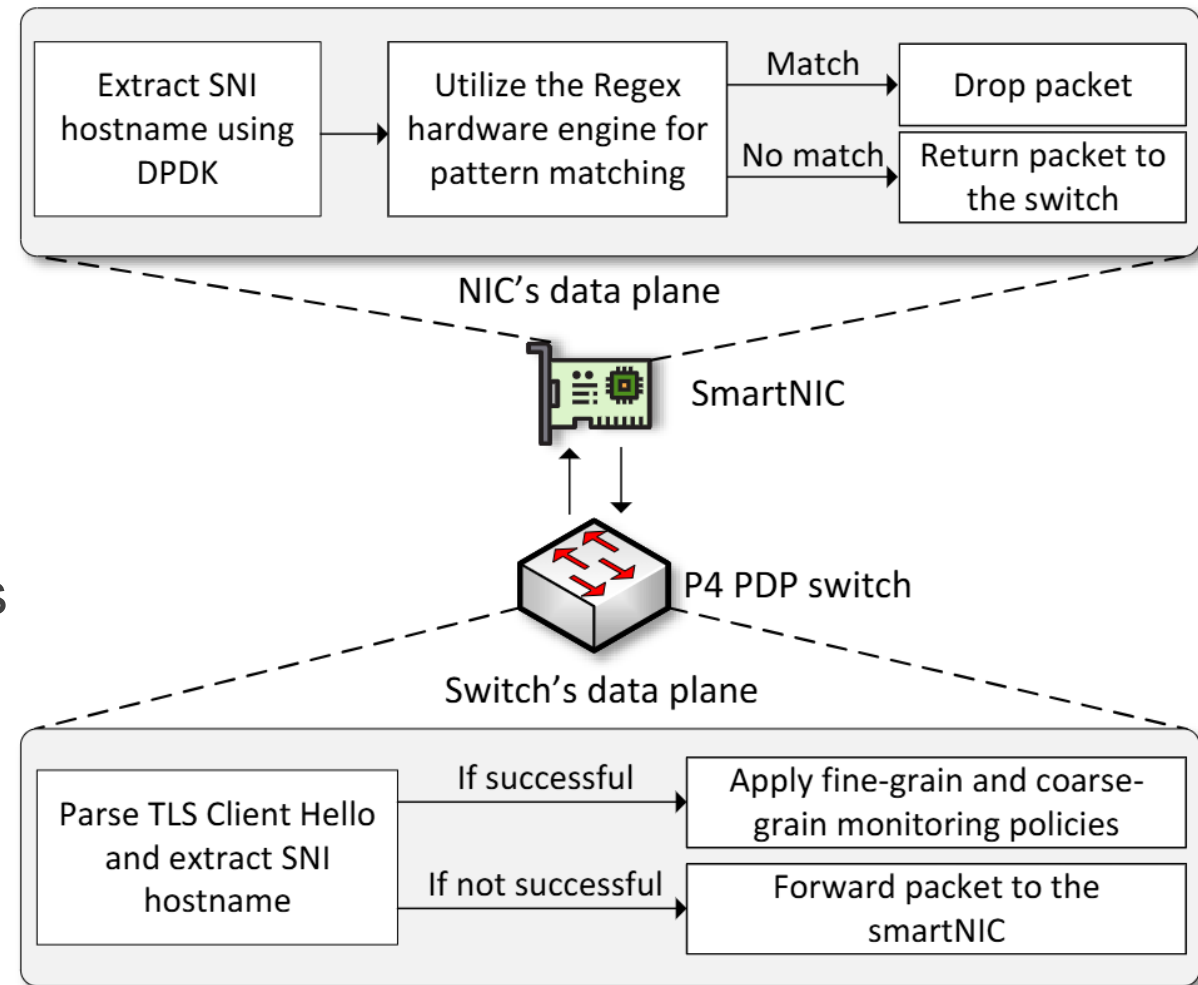 Extract SNI
hostname using
DPDK
Utilize the Regex
hardware engine for
pattern matching
Match
Drop packet
No match
Return packet to
the switch
NIC’s data plane
SmartNIC
s
P4 PDP switch
Switch’s data plane
Parse TLS Client Hello
and extract SNI
hostname
If successful
Apply fine-grain and coarse-
grain monitoring policies
If not successful
Forward packet to the
smartNIC